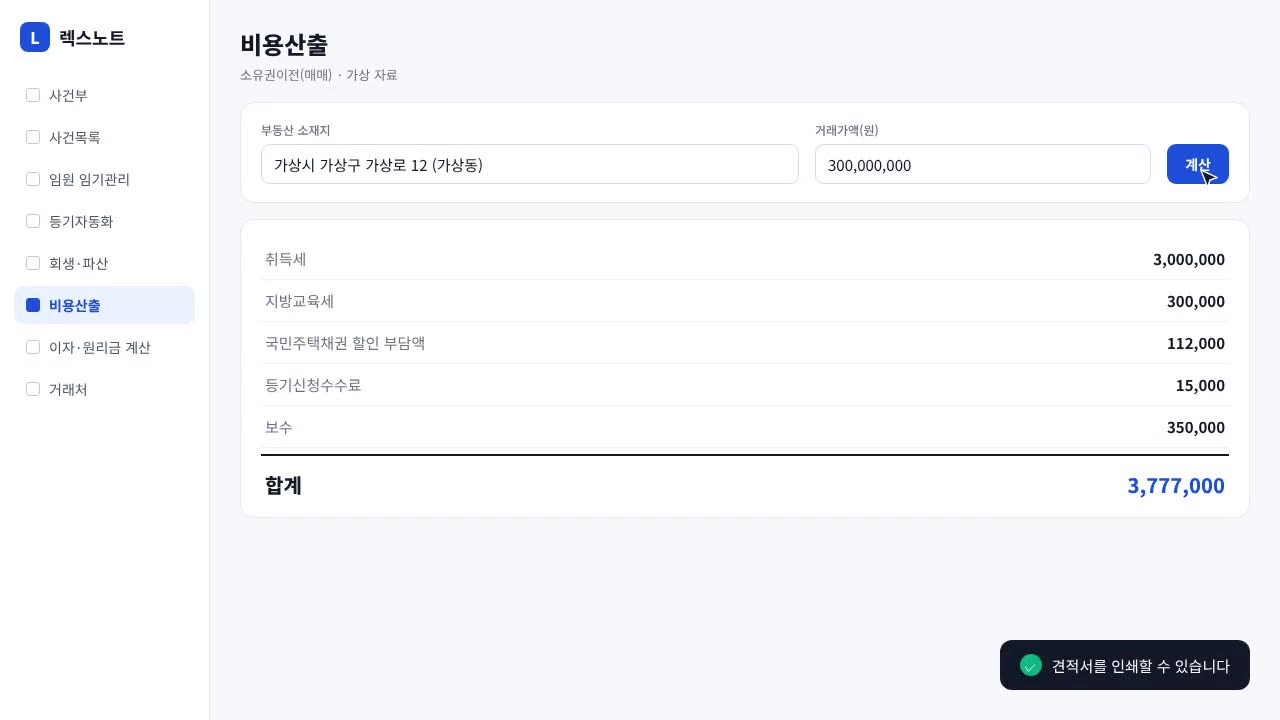 L 렉스노트
사건부
사건목록
임원 임기관리
등기자동화
회생·파산
비용산출
이자·원리금 계산
거래처
비용산출
소유권이전(매매) · 가상 자료
부동산 소재지
거래가액(원)
가상시 가상구 가상로 12 (가상동)
300,000,000
계산
취득세 3,000,000
지방교육세 300,000
국민주택채권 할인 부담액 112,000
등기신청수수료 15,000
보수 350,000
합계 3,777,000
견적서를 인쇄할 수 있습니다